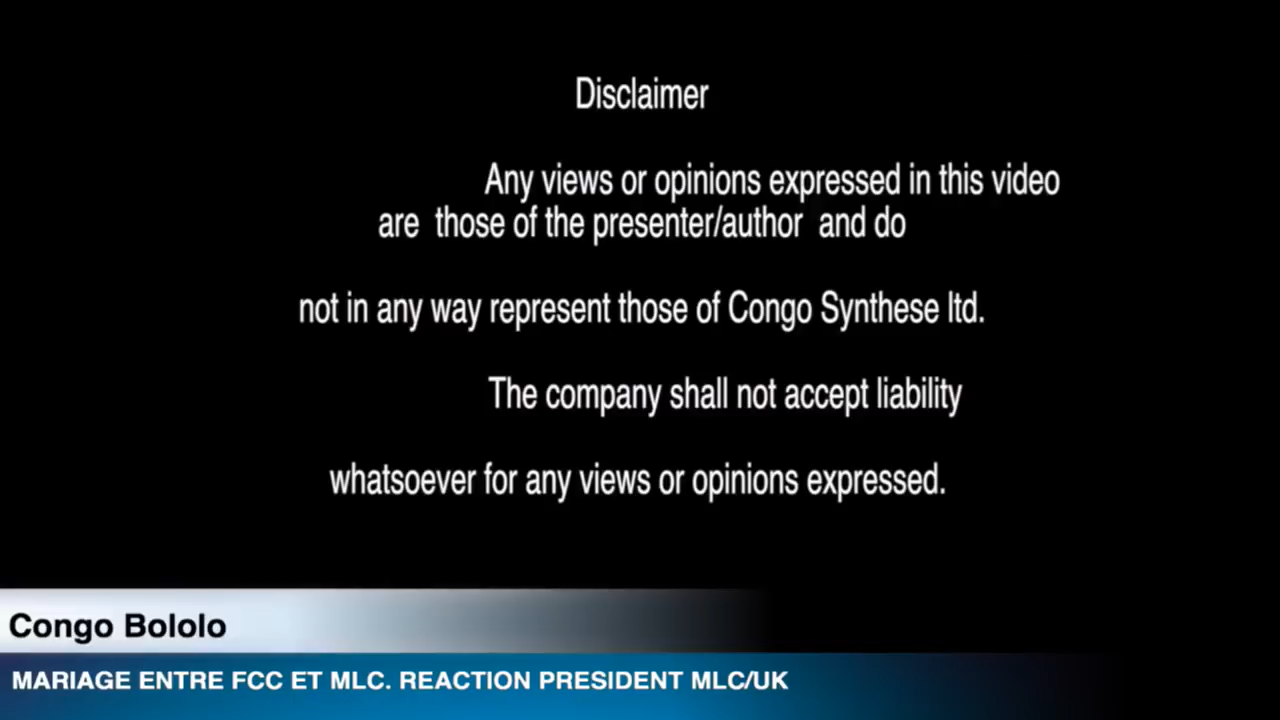 Disclaimer
Any views or opinions expressed in this video
are those of the presenter/author and do
not in any way represent those of Congo Synthese ltd.
The company shall not accept liability
whatsoever for any views or opinions expressed.
Congo Bololo
MARIAGE ENTRE FCC ET MLC. REACTION PRESIDENT MLC/UK